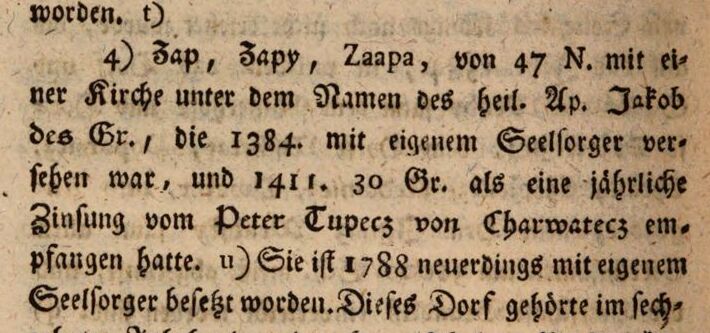 worden. t)
4) Zap, Zapy, Zaapa, von 47 N. mit ei-
ner Kirche unter dem Namen des heil. Ap. Jakob
des Gr., die 1384. mit eigenem Seelsorger ver-
sehen war, und 1411. 30 Gr. als eine jährliche
Zinsung vom Peter Tupecz von Charwatecz em-
pfangen hatte. u) Sie ist 1788 neuerdings mit eigenem
Seelsorger besetzt worden. Dieses Dorf gehörte im sech-